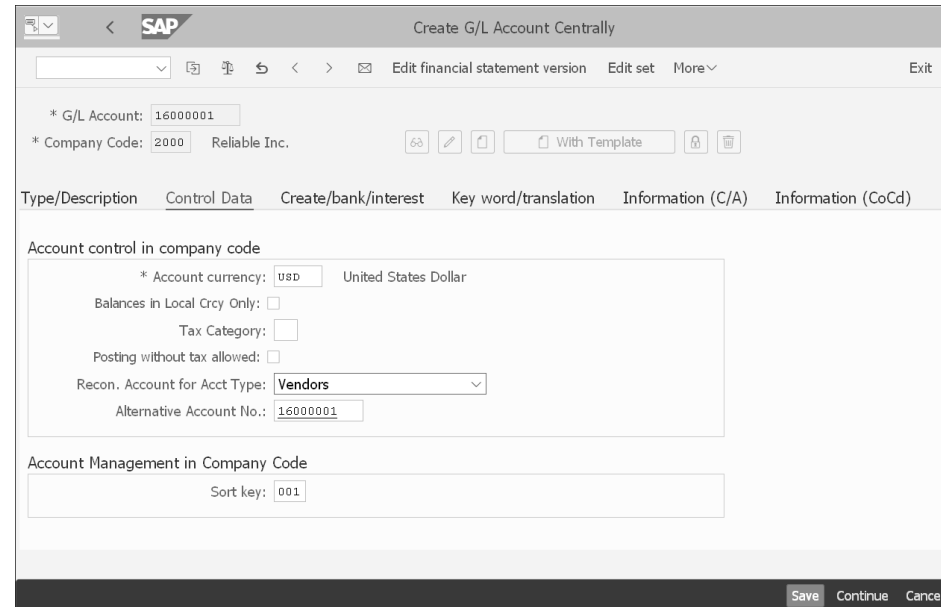 SAP Create G/L Account Centrally
Edit financial statement version Edit set More Exit
* G/L Account: 16000001
* Company Code: 2000 Reliable Inc. With Template
Type/Description Control Data Create/bank/interest Key word/translation Information (C/A) Information (CoCd)
Account control in company code
* Account currency: USD United States Dollar
Balances in Local Crcy Only:
Tax Category:
Posting without tax allowed:
Recon. Account for Acct Type: Vendors
Alternative Account No.: 16000001
Account Management in Company Code
Sort key: 001
Save Continue Cance